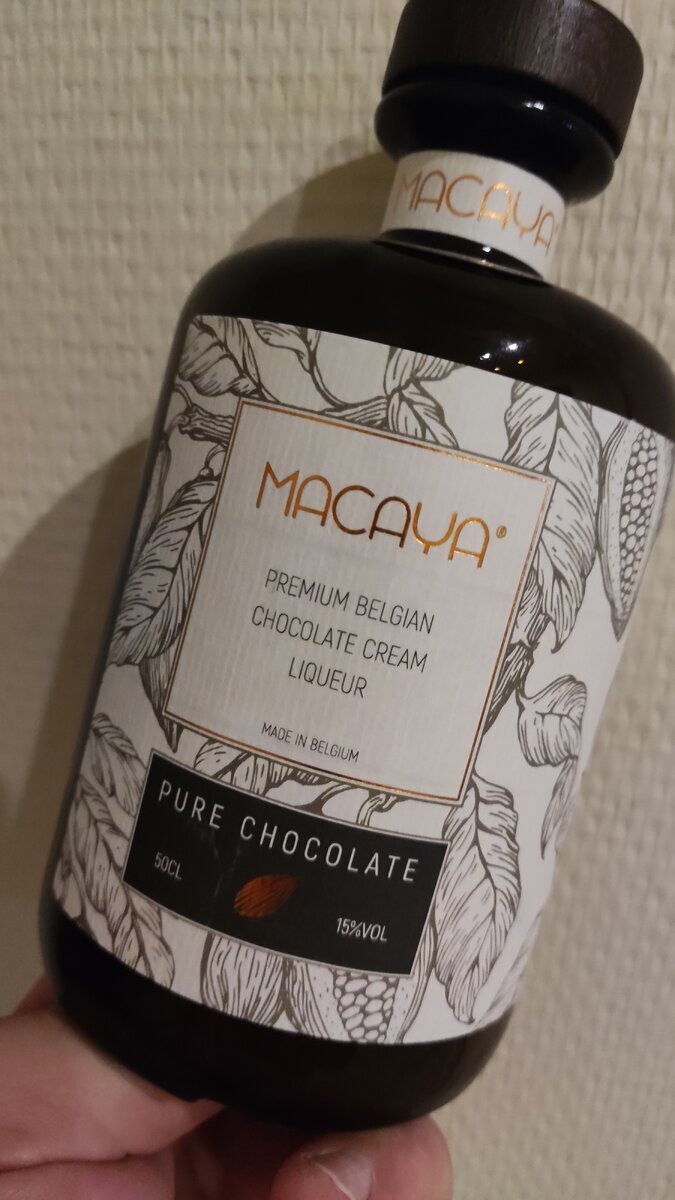 MACAYA
MACAYA®
PREMIUM BELGIAN
CHOCOLATE CREAM
LIQUEUR
MADE IN BELGIUM
PURE CHOCOLATE
50CL
15%VOL